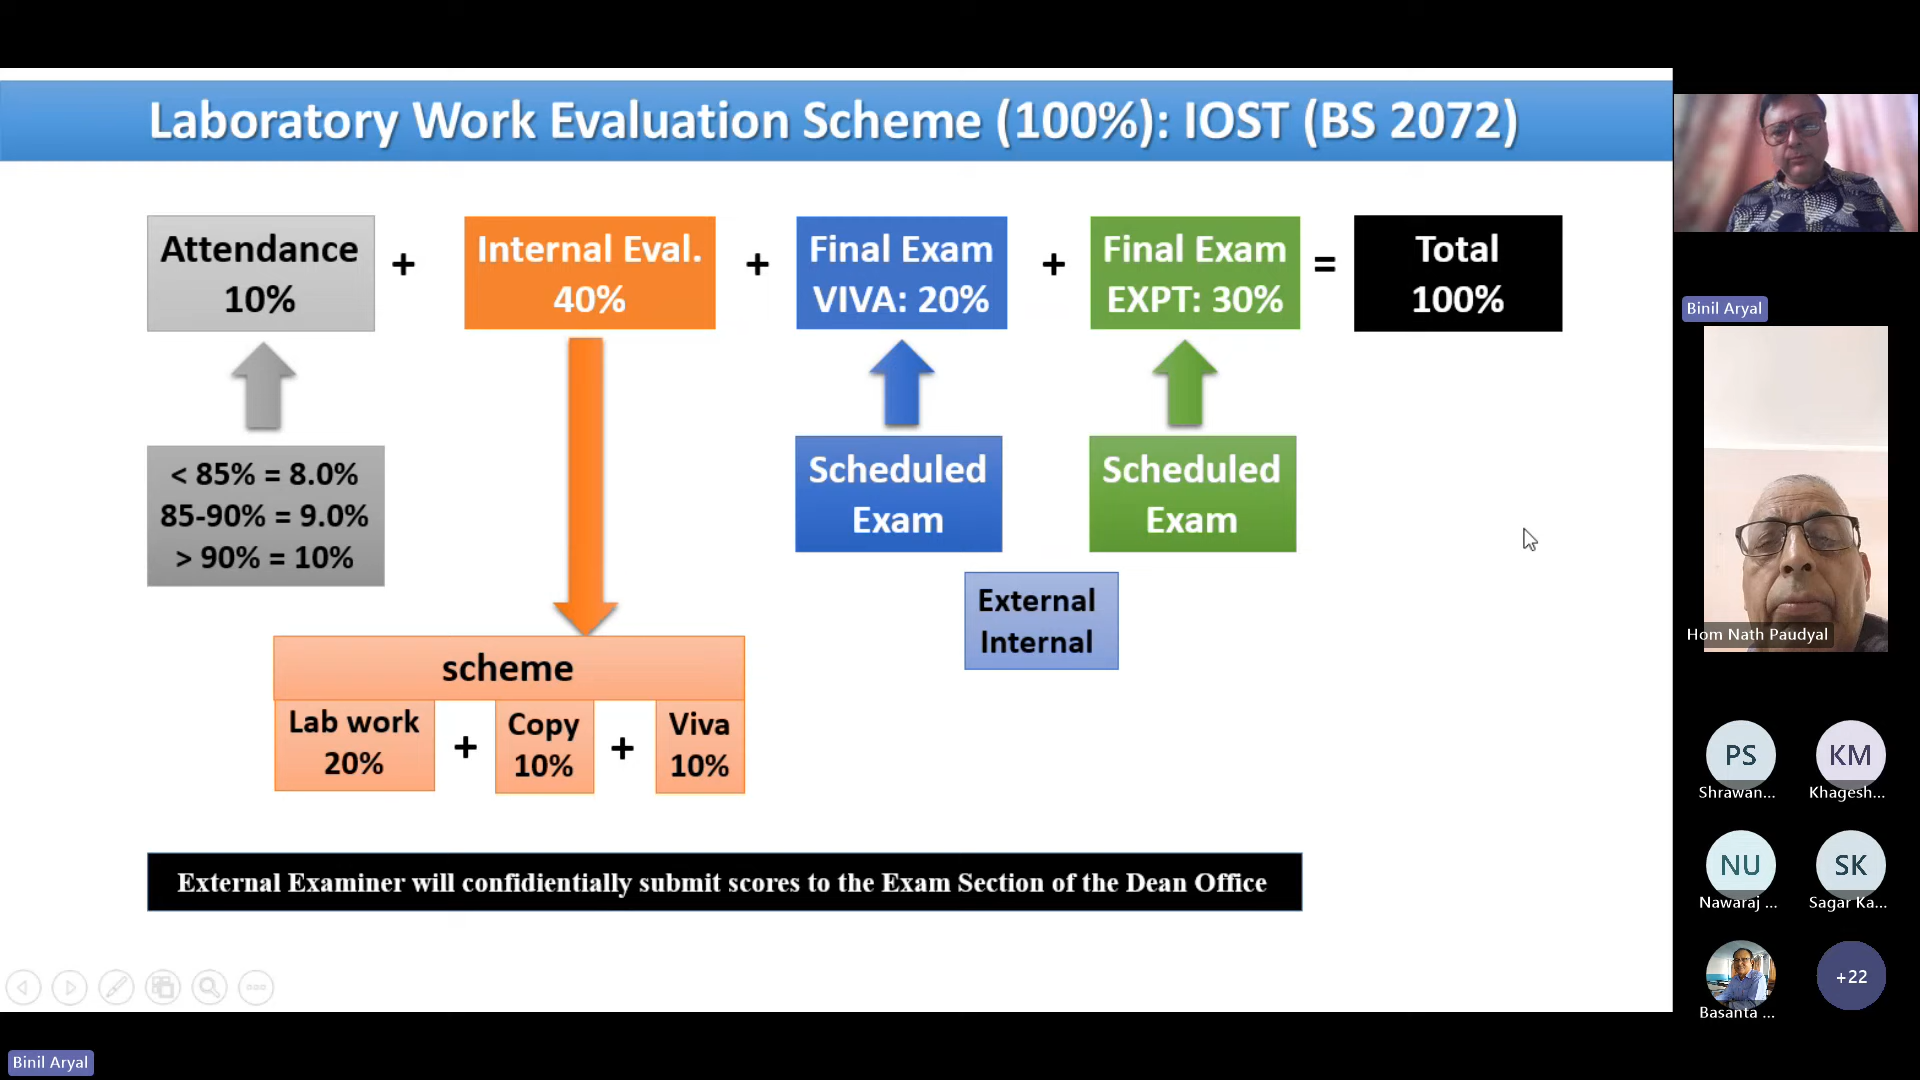 Laboratory Work Evaluation Scheme (100%): IOST (BS 2072)
Attendance
10%
+
Internal Eval.
40%
+
Final Exam
VIVA: 20%
+
Final Exam
EXPT: 30%
=
Total
100%
< 85% = 8.0%
85-90% = 9.0%
> 90% = 10%
Scheduled
Exam
Scheduled
Exam
External
Internal
scheme
Lab work
20%
+
Copy
10%
+
Viva
10%
External Examiner will confidientially submit scores to the Exam Section of the Dean Office
Binil Aryal
Binil Aryal
Hom Nath Paudyal
PS
Shrawan...
KM
Khagesh...
NU
Nawaraj ...
SK
Sagar Ka...
Basanta ...
+22